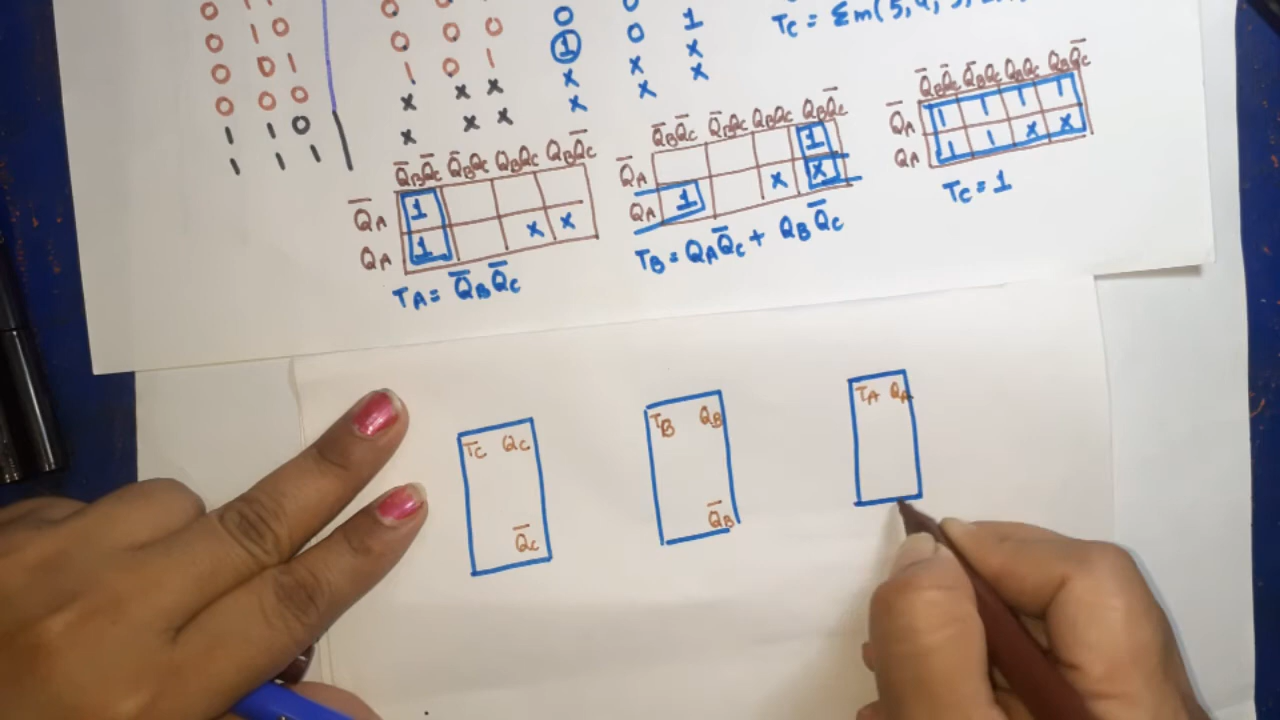 0 1 1 0 0 0 0 0
0 1 0 0 0 0 1 0 1 TC = Σm(5,4,3,
0 0 1 1 0 1 x x x
0 0 0 x x x x x x
1 1 0 x x x
1 1 1
Q̄BQ̄C Q̄BQC QBQC QBQ̄C
Q̄A 1
QA 1 x x
TA = Q̄BQ̄C
Q̄BQ̄C Q̄BQC QBQC QBQ̄C
Q̄A 1
QA 1 x x
TB = QAQ̄C + QBQ̄C
Q̄BQ̄C Q̄BQC QBQC QBQ̄C
Q̄A 1 1 1 1
QA 1 1 x x
TC = 1
TC QC
Q̄C
TB QB
Q̄B
TA QA